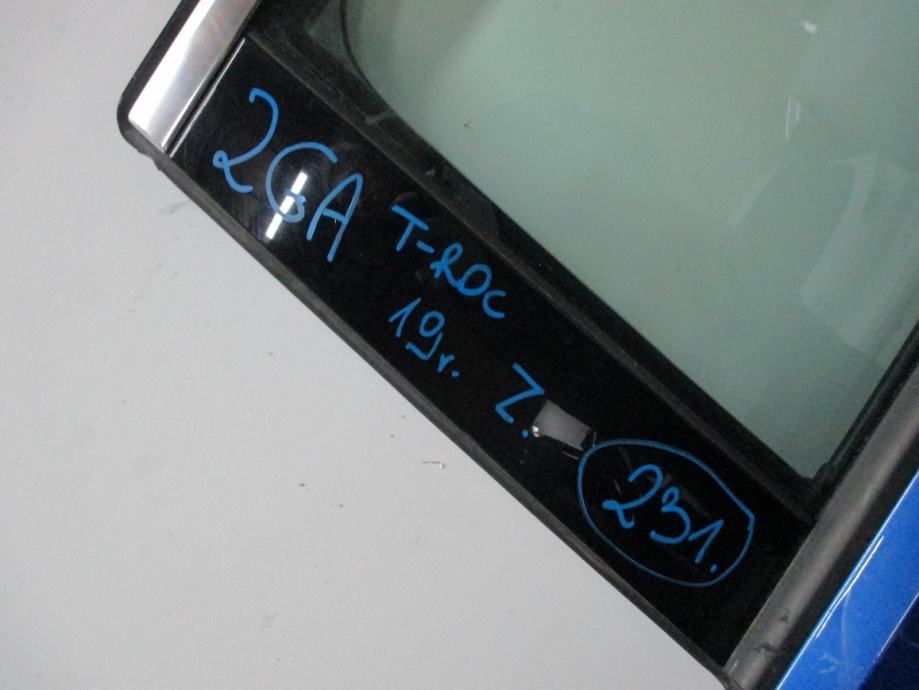 2GA T-ROC
19r. Z.
231.